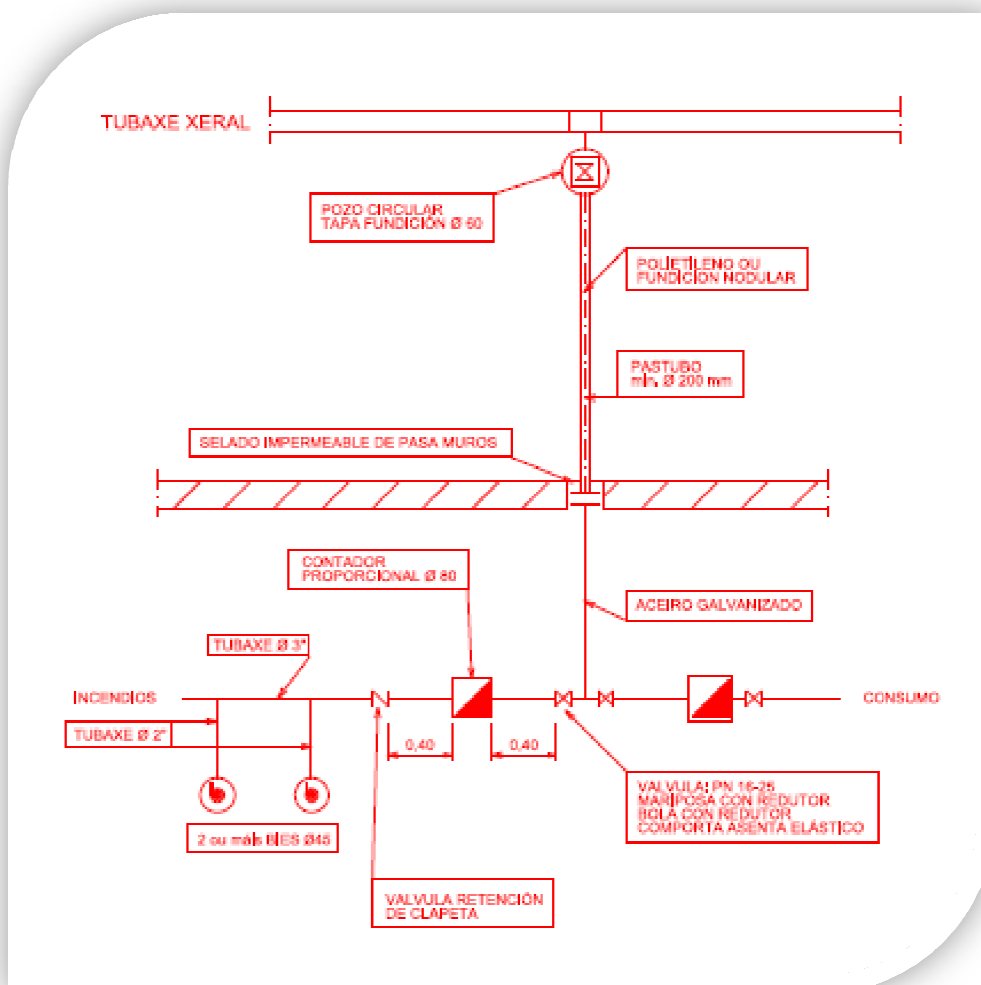 TUBAXE XERAL
POZO CIRCULAR
TAPA FUNDICIÓN Ø 60
POLIETILENO OU
FUNDICION NODULAR
PASTUBO
mín. Ø 200 mm
SELADO IMPERMEABLE DE PASA MUROS
CONTADOR
PROPORCIONAL Ø 80
ACEIRO GALVANIZADO
TUBAXE Ø 3"
INCENDIOS
CONSUMO
TUBAXE Ø 2"
0,40
0,40
VALVULA: PN 16-25
MARIPOSA CON REDUTOR
BOLA CON REDUTOR
COMPORTA ASENTA ELÁSTICO
2 ou máis BIES Ø45
VALVULA RETENCIÓN
DE CLAPETA